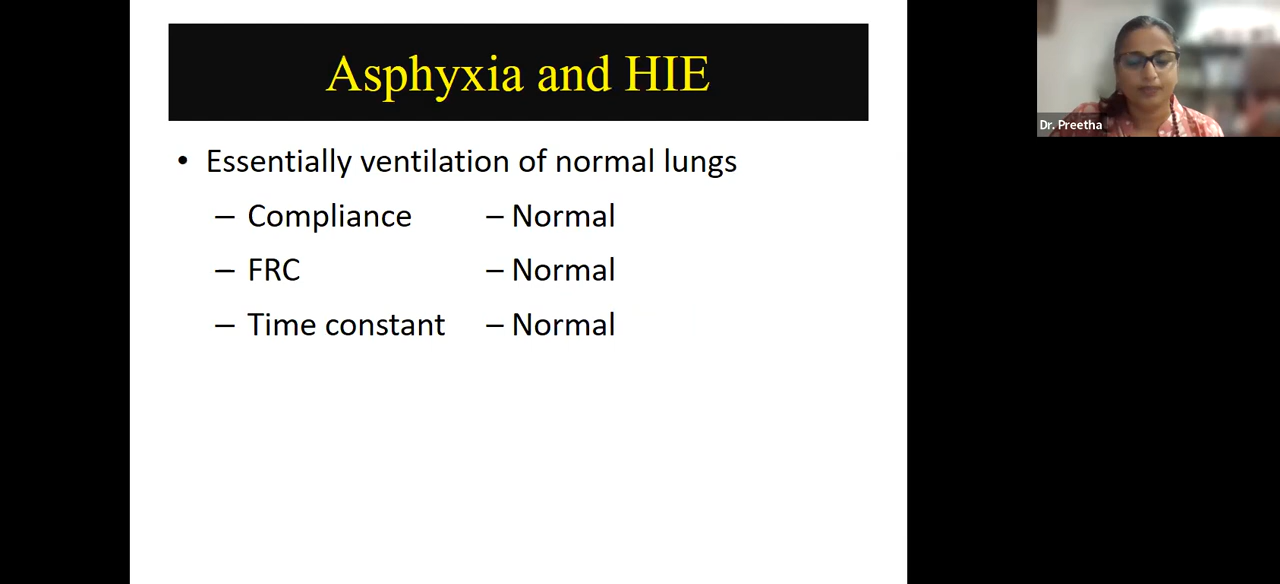 Asphyxia and HIE
• Essentially ventilation of normal lungs
– Compliance – Normal
– FRC – Normal
– Time constant – Normal
Dr. Preetha